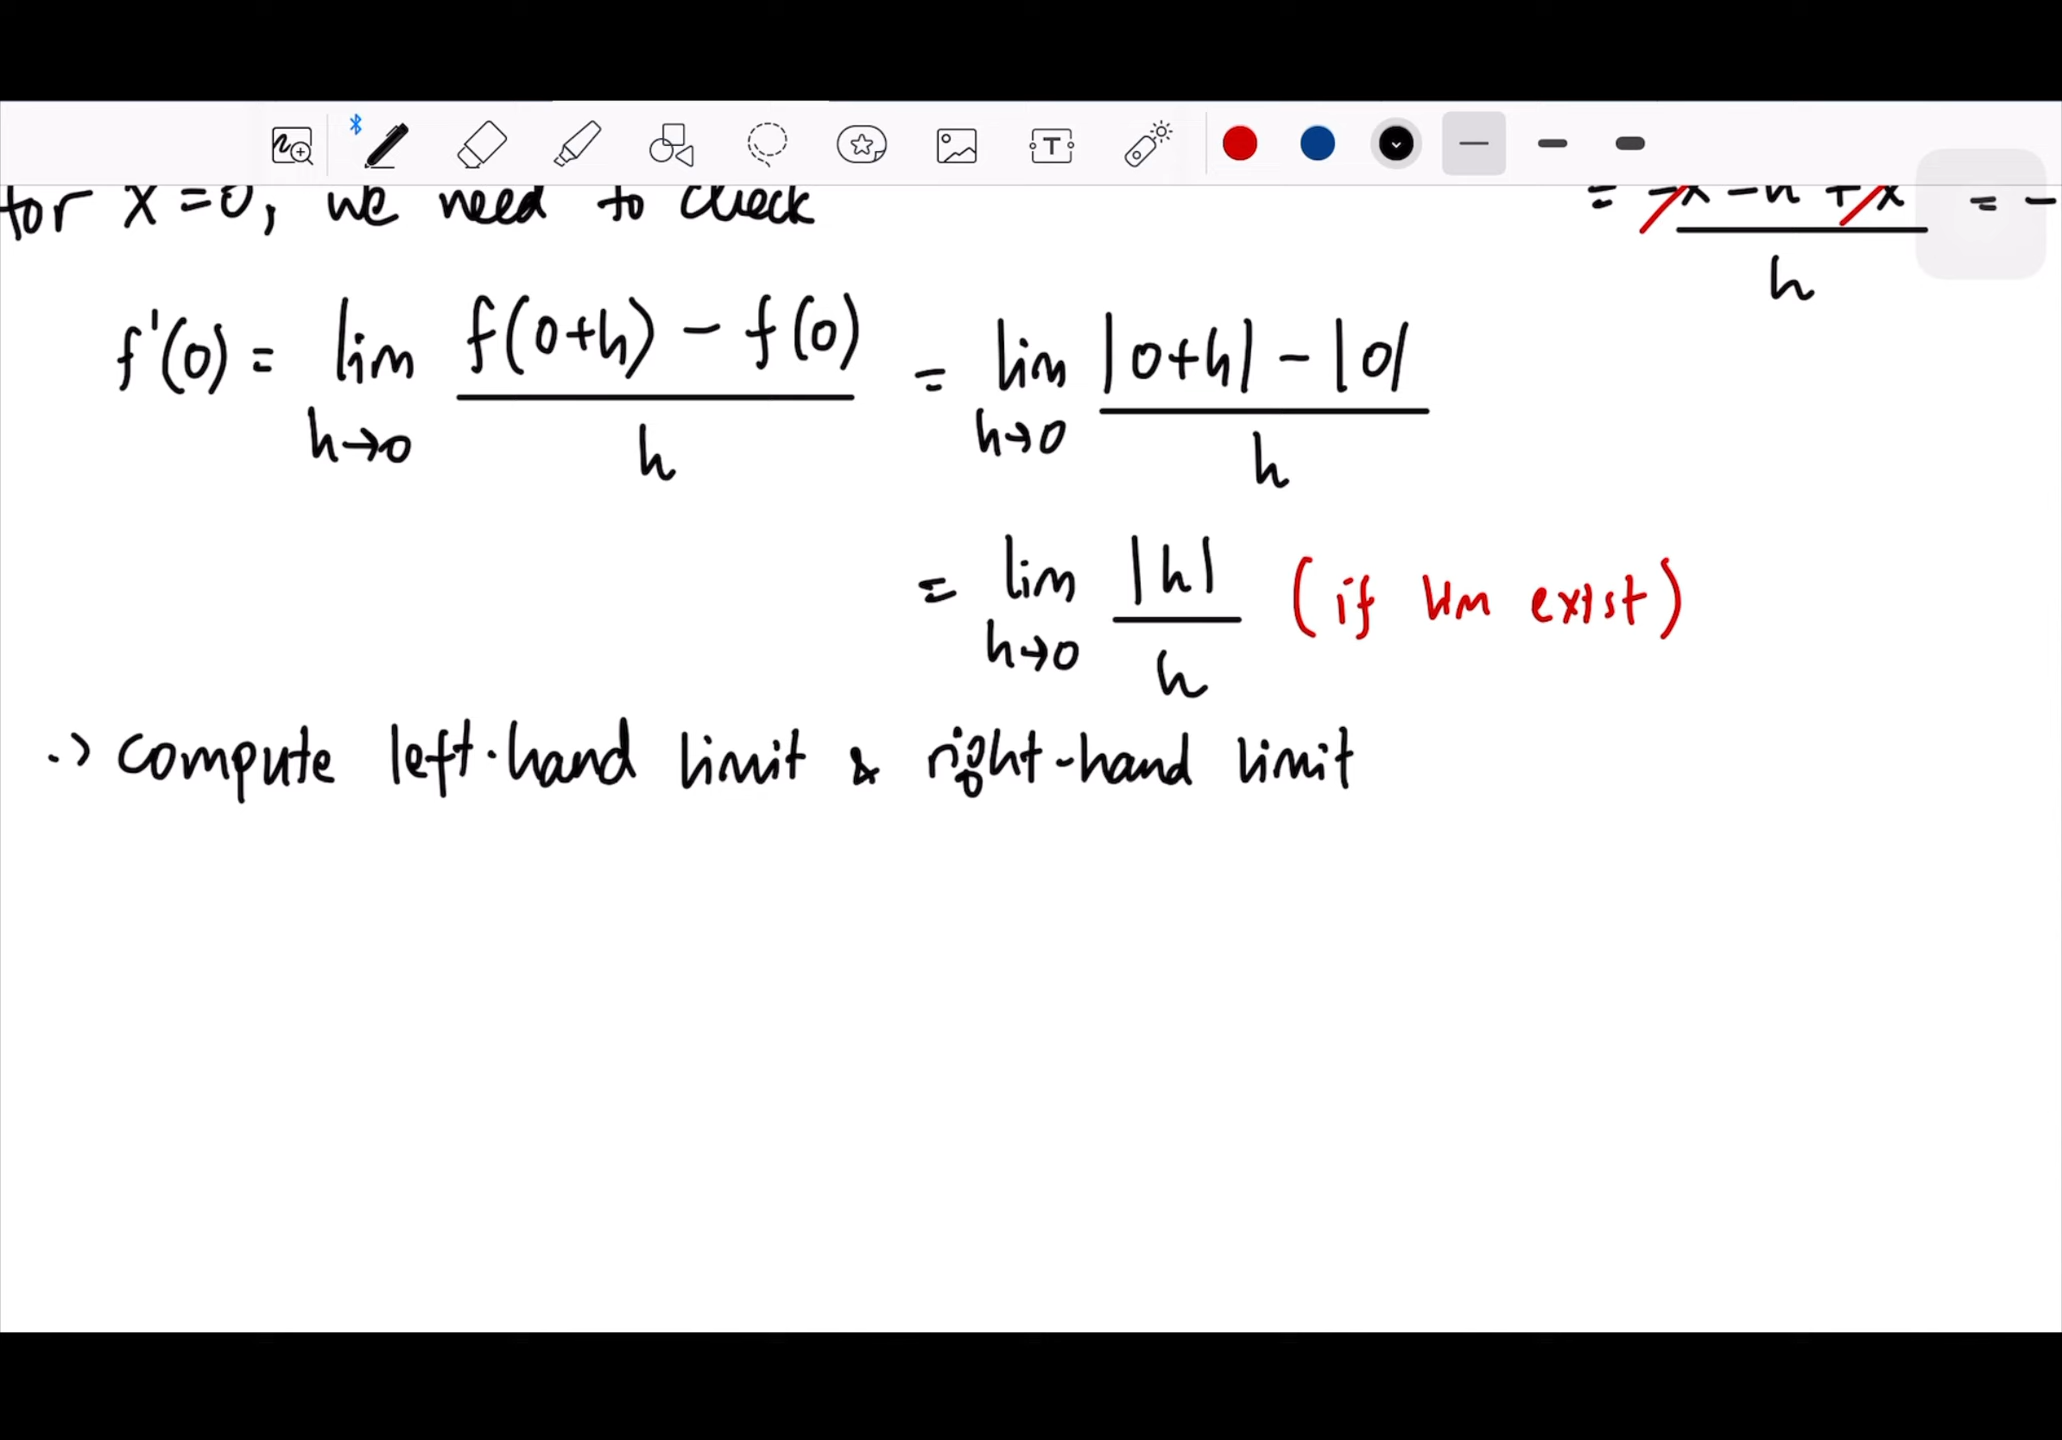 for x = 0, we need to check
= -x - h + x / h = -
f'(0) = lim h→0 f(0+h) - f(0) / h = lim h→0 |0+h| - |0| / h
= lim h→0 |h| / h (if lim exist)
·> compute left-hand limit & right-hand limit